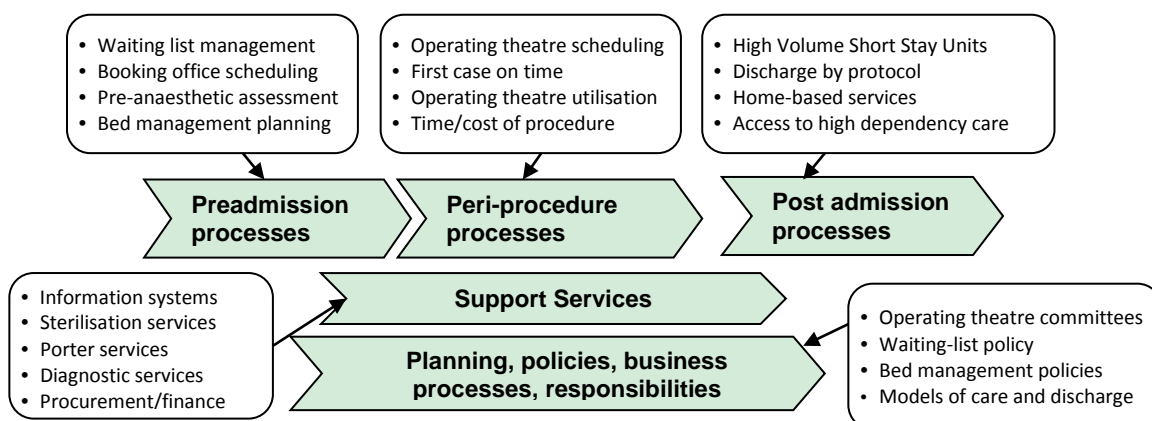 • Waiting list management
• Booking office scheduling
• Pre-anaesthetic assessment
• Bed management planning
• Operating theatre scheduling
• First case on time
• Operating theatre utilisation
• Time/cost of procedure
• High Volume Short Stay Units
• Discharge by protocol
• Home-based services
• Access to high dependency care
Preadmission
processes
Peri-procedure
processes
Post admission
processes
• Information systems
• Sterilisation services
• Porter services
• Diagnostic services
• Procurement/finance
Support Services
Planning, policies, business
processes, responsibilities
• Operating theatre committees
• Waiting-list policy
• Bed management policies
• Models of care and discharge